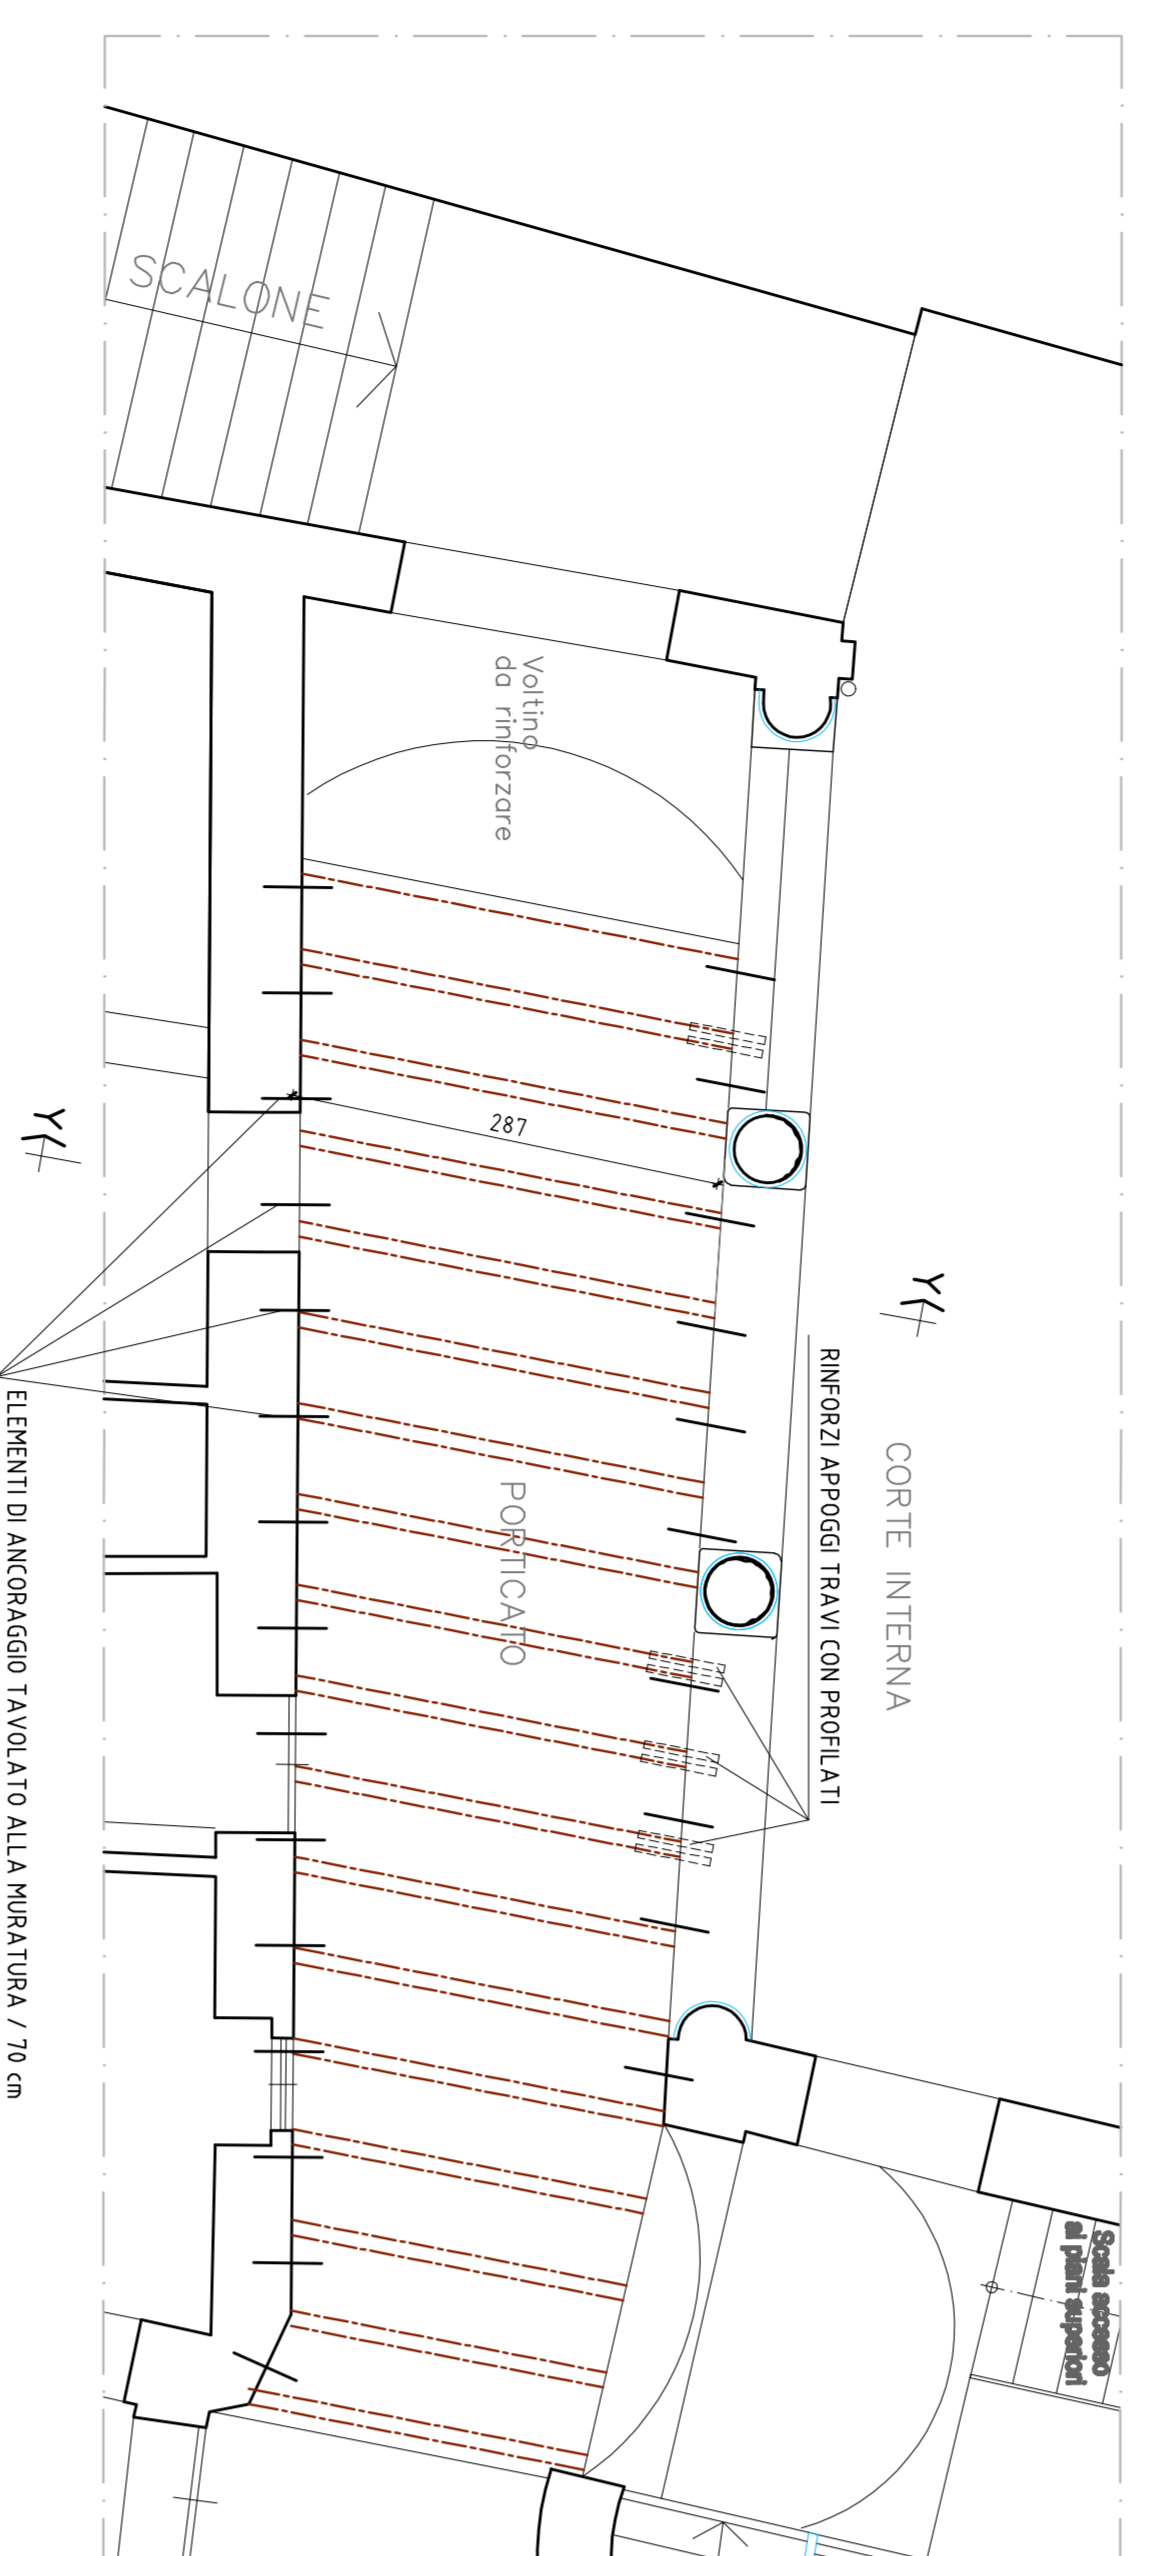 SCALONE
Voltino
da rinforzare
287
Y
Y
CORTE INTERNA
RINFORZI APPOGGI TRAVI CON PROFILATI
PORTICATO
ELEMENTI DI ANCORAGGIO TAVOLATO ALLA MURATURA / 70 cm
Scala accesso
ai piani superiori